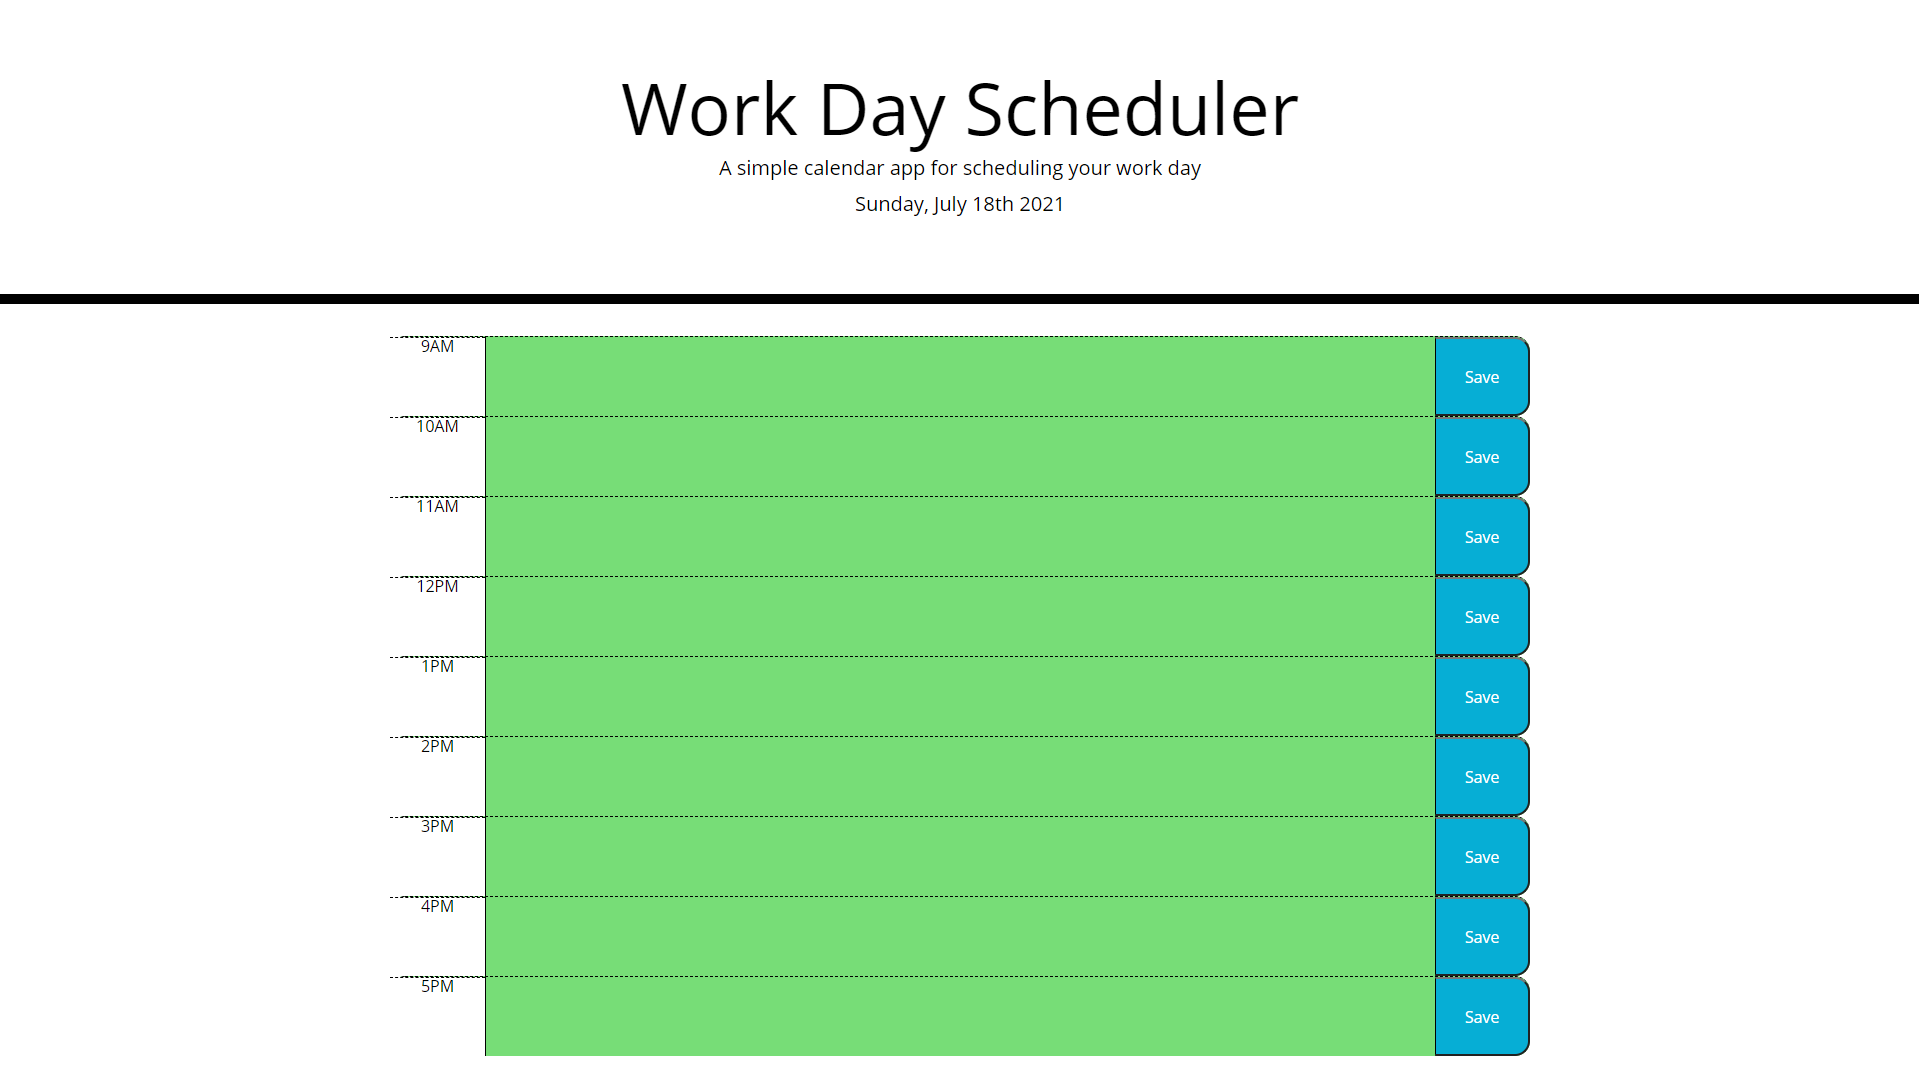 Work Day Scheduler
A simple calendar app for scheduling your work day
Sunday, July 18th 2021
9AM
Save
10AM
Save
11AM
Save
12PM
Save
1PM
Save
2PM
Save
3PM
Save
4PM
Save
5PM
Save